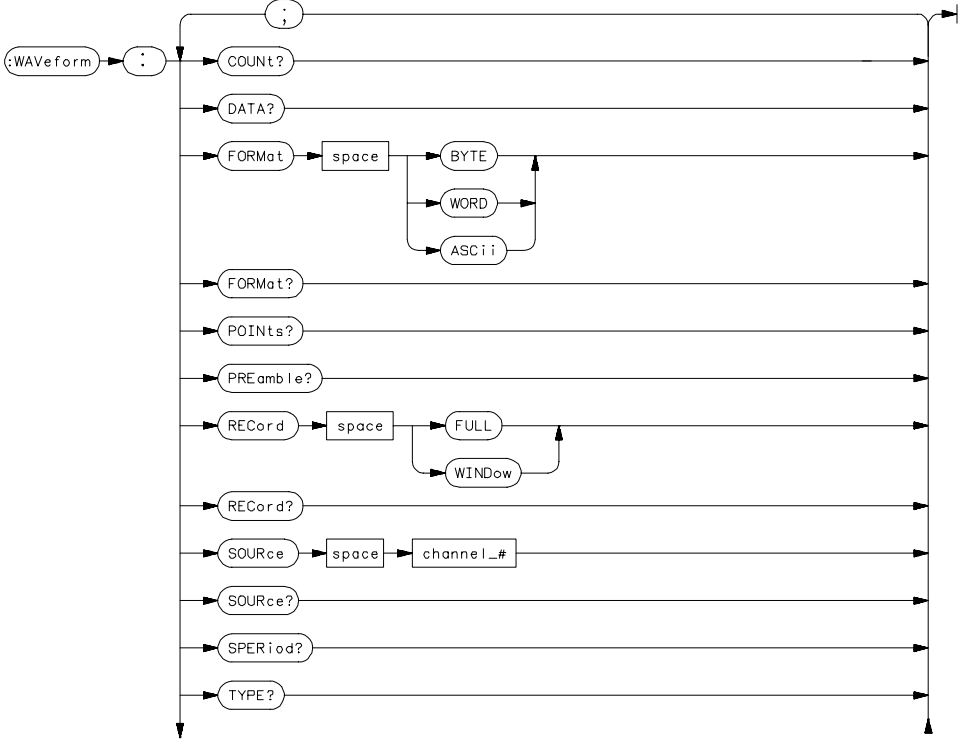 ;
:WAVeform : COUNt?
DATA?
FORMat space BYTE
WORD
ASCii
FORMat?
POINts?
PREamble?
RECord space FULL
WINDow
RECord?
SOURce space channel_#
SOURce?
SPERiod?
TYPE?